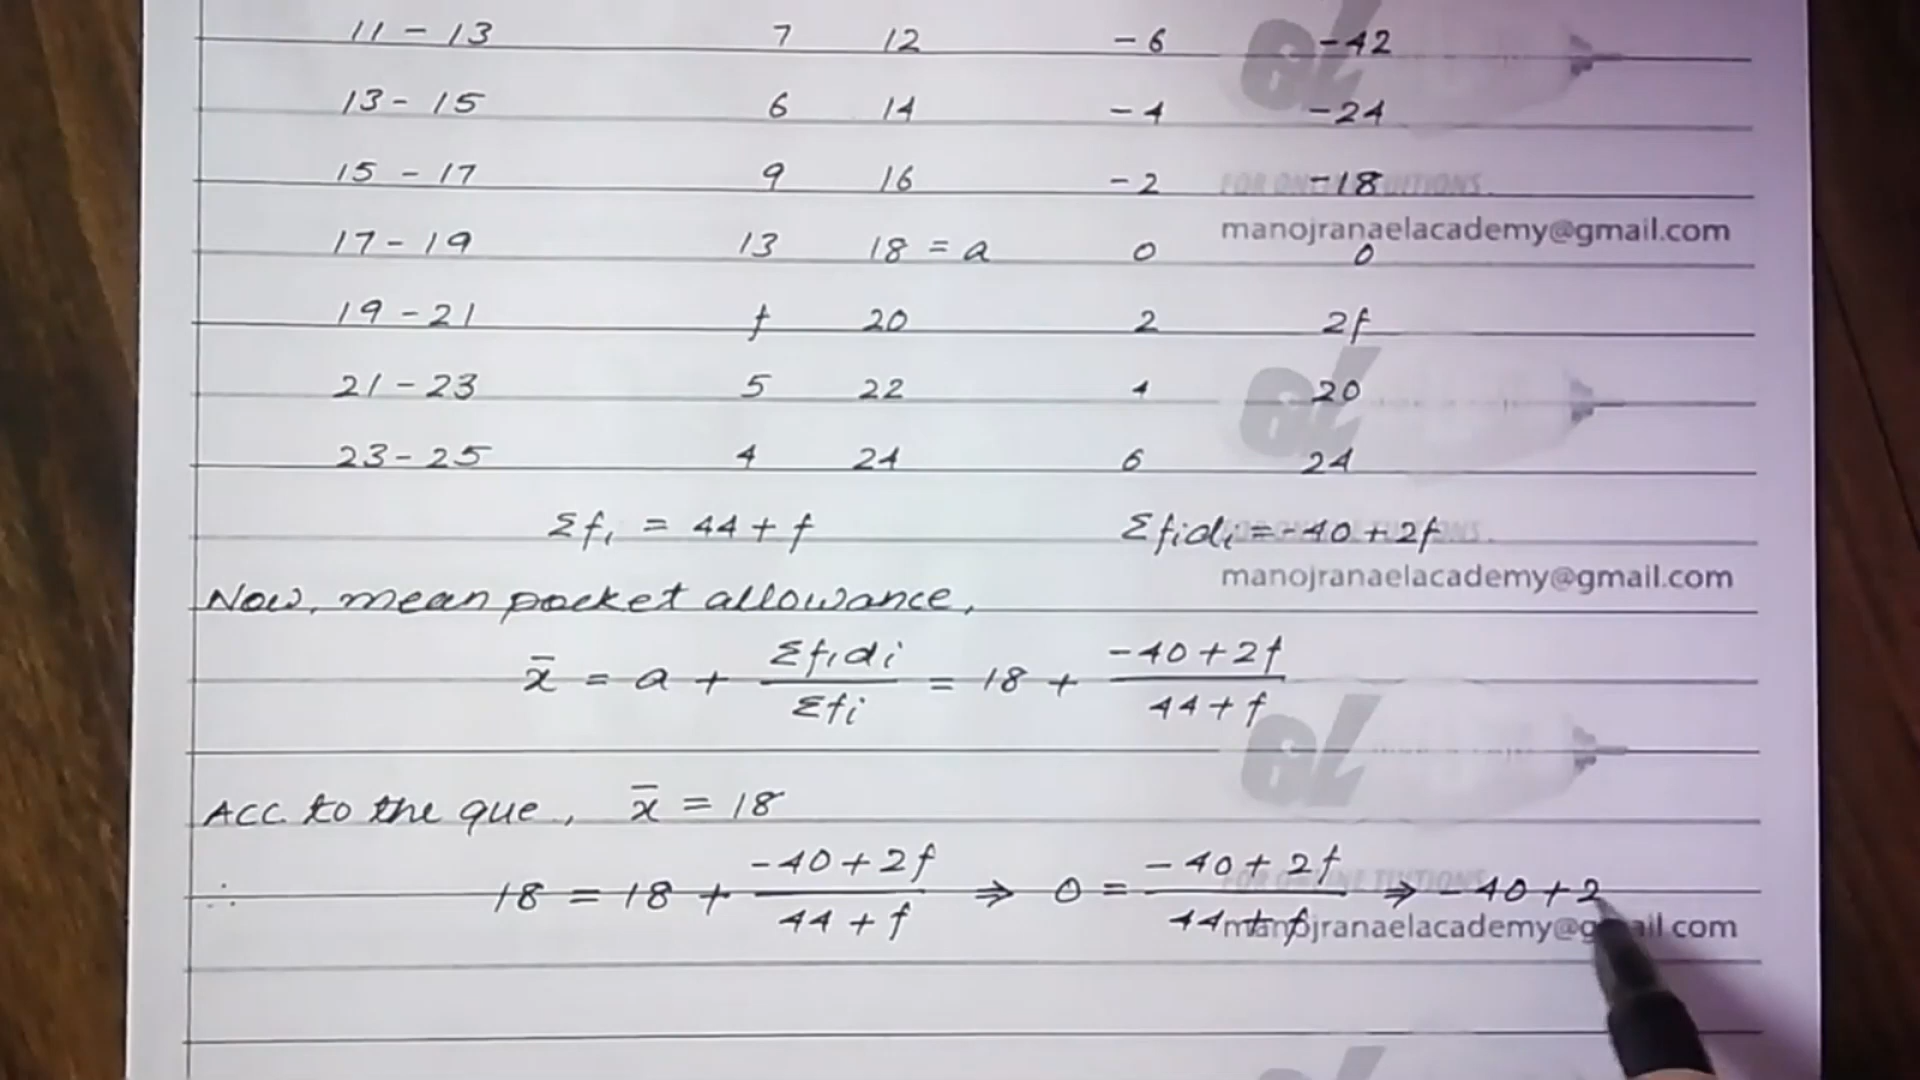 11 - 13 7 12 -6 -42
13 - 15 6 14 -4 -24
15 - 17 9 16 -2 -18
FOR ONLINE TUITIONS.
manojranaelacademy@gmail.com
17 - 19 13 18 = a 0 0
19 - 21 f 20 2 2f
21 - 23 5 22 4 20
23 - 25 4 24 6 24
Σfi = 44 + f Σfidi = -40 + 2f
manojranaelacademy@gmail.com
Now, mean pocket allowance,
x̄ = a + Σfidi / Σfi = 18 + (-40 + 2f) / (44 + f)
Acc. to the que., x̄ = 18
∴ 18 = 18 + (-40 + 2f) / (44 + f) ⇒ 0 = (-40 + 2f) / (44 + f) ⇒ -40 + 2